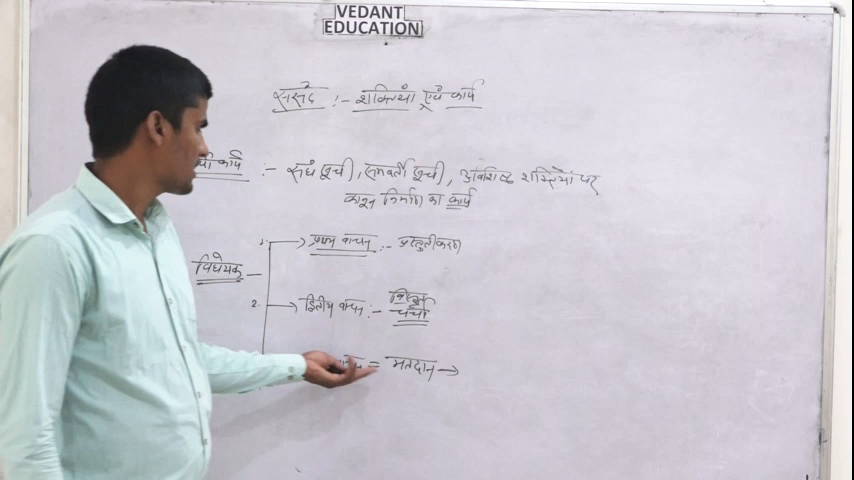 VEDANT
EDUCATION
संसद :- शक्तियां एवं कार्य
यी कार्य :- संघ सूची, समवर्ती सूची, अवशिष्ट शक्तियों पर
कानून निर्माण का कार्य
1. प्रथम वाचन :- प्रस्तुतीकरण
विधेयक -
2. द्वितीय वाचन :- विस्तृत
चर्चा
= मतदान →